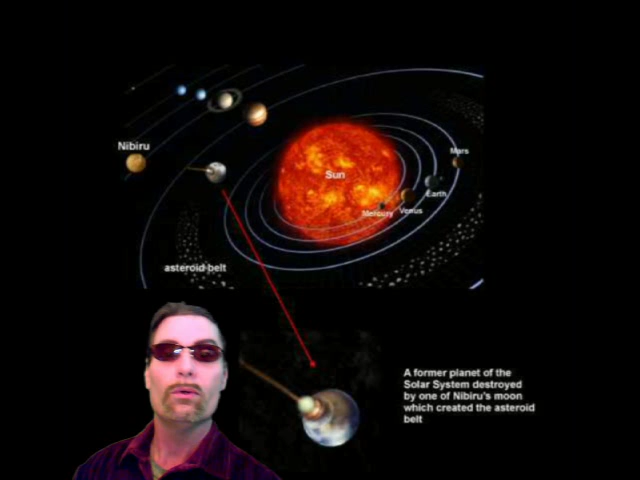 Nibiru
Mars
Sun
Earth
Mercury
Venus
asteroid belt
A former planet of the
Solar System destroyed
by one of Nibiru's moon
which created the asteroid
belt